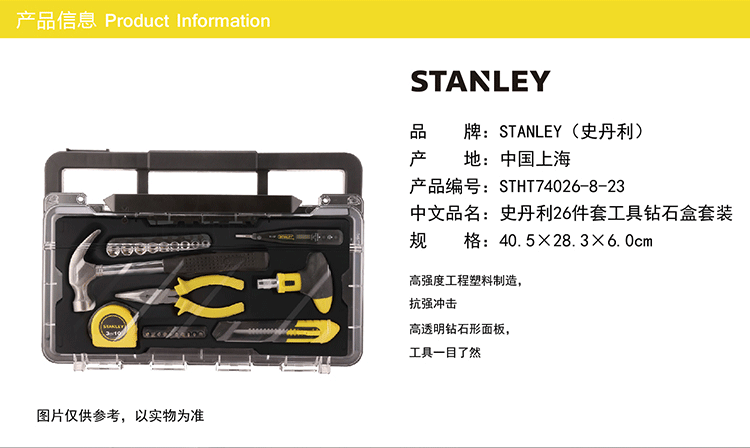 产品信息 Product Information
STANLEY
品 牌：STANLEY（史丹利）
产 地：中国上海
产品编号：STHT74026-8-23
中文品名：史丹利26件套工具钻石盒套装
规 格：40.5×28.3×6.0cm
高强度工程塑料制造，
抗强冲击
高透明钻石形面板，
工具一目了然
STANLEY
图片仅供参考，以实物为准